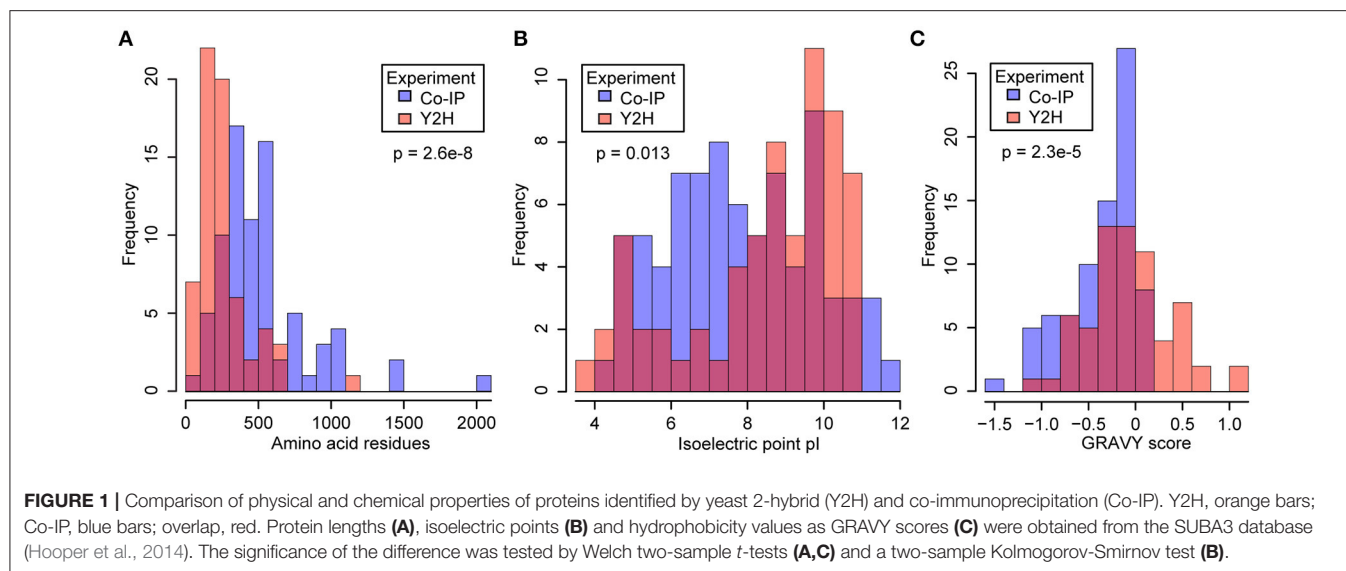 A
Frequency
20
15
10
5
0
Experiment
Co-IP
Y2H
p = 2.6e-8
0 500 1000 1500 2000
Amino acid residues
B
Frequency
10
8
6
4
2
0
Experiment
Co-IP
Y2H
p = 0.013
4 6 8 10 12
Isoelectric point pI
C
Frequency
25
20
15
10
5
0
Experiment
Co-IP
Y2H
p = 2.3e-5
−1.5 −1.0 −0.5 0 0.5 1.0
GRAVY score
FIGURE 1 | Comparison of physical and chemical properties of proteins identified by yeast 2-hybrid (Y2H) and co-immunoprecipitation (Co-IP). Y2H, orange bars;
Co-IP, blue bars; overlap, red. Protein lengths (A), isoelectric points (B) and hydrophobicity values as GRAVY scores (C) were obtained from the SUBA3 database
(Hooper et al., 2014). The significance of the difference was tested by Welch two-sample t-tests (A,C) and a two-sample Kolmogorov-Smirnov test (B).